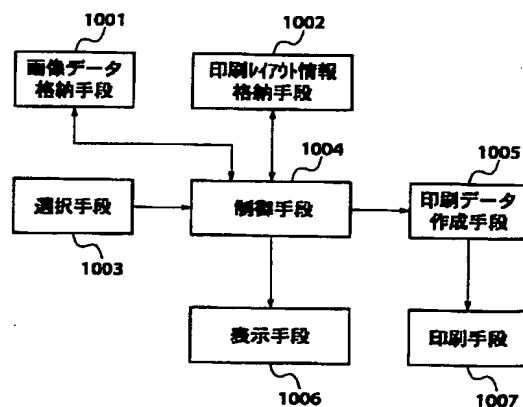 1001
画像データ
格納手段
1002
印刷レイアウト情報
格納手段
1003
選択手段
1004
制御手段
1005
印刷データ
作成手段
1006
表示手段
1007
印刷手段